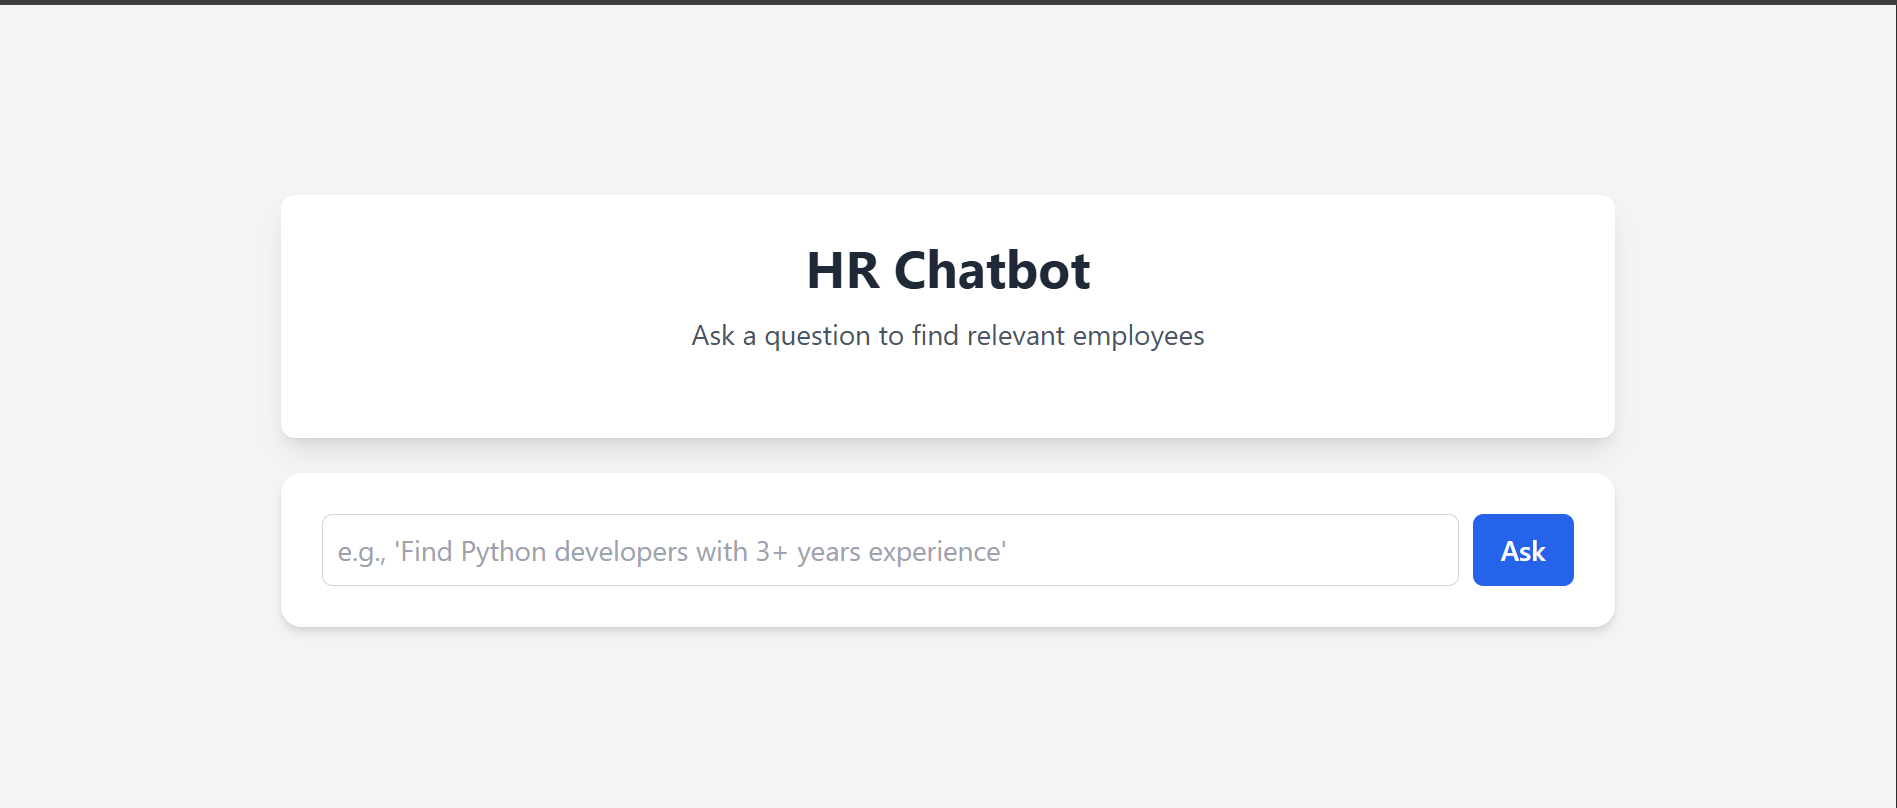 HR Chatbot
Ask a question to find relevant employees
e.g., 'Find Python developers with 3+ years experience'
Ask